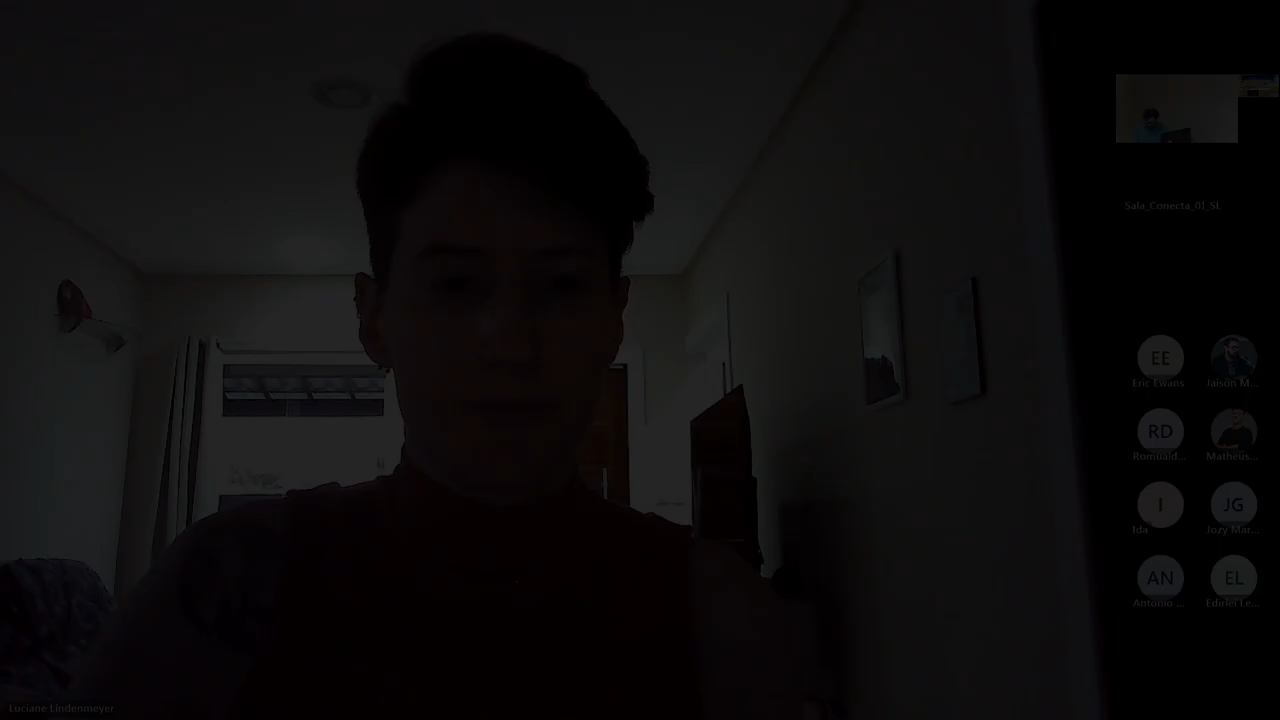 Sala_Conecta_01_SL
EE
Eric Ewans
Jaison M...
RD
Romuald...
Matheus...
I
Ida
JG
Jozy Mar...
AN
Antonio ...
EL
Edirlei Le...
Luciane Lindenmeyer